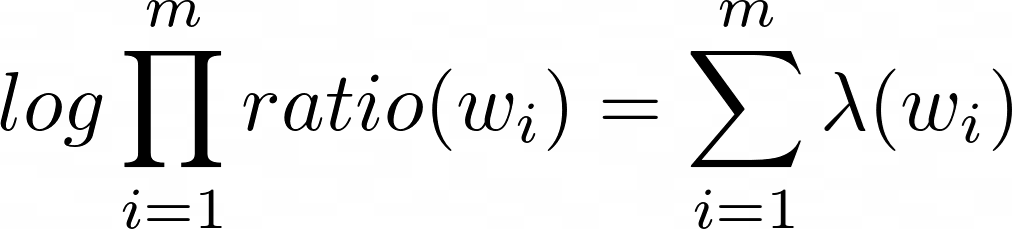 log ∏_{i=1}^{m} ratio(w_i) = ∑_{i=1}^{m} λ(w_i)